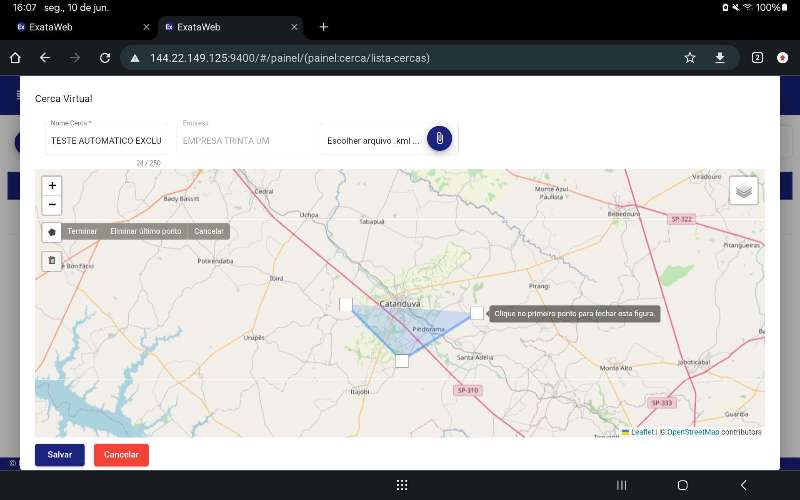 16:07 seg., 10 de jun. 100%
ExataWeb
ExataWeb
144.22.149.125:9400/#/painel/(painel:cerca/lista-cercas)
2
Cerca Virtual
Nome Cerca *
Empresa
TESTE AUTOMATICO EXCLU
EMPRESA TRINTA UM
Escolher arquivo .kml ...
24 / 250
Viradouro
Bady Bassitt
Cedral
Monte Azul
Paulista
Uchoa
Tabapuã
Bebedouro
SP-322
Terminar
Eliminar último ponto
Cancelar
Pitangueiras
Potirendaba
e Bonifácio
Ibirá
Pirangi
Catanduva
Clique no primeiro ponto para fechar esta figura.
Pindorama
Urupês
Santa Adélia
Monte Alto
Jaboticabal
Itajobi
SP-310
SP-333
Guariba
Leaflet | © OpenStreetMap contributors
Salvar
Cancelar